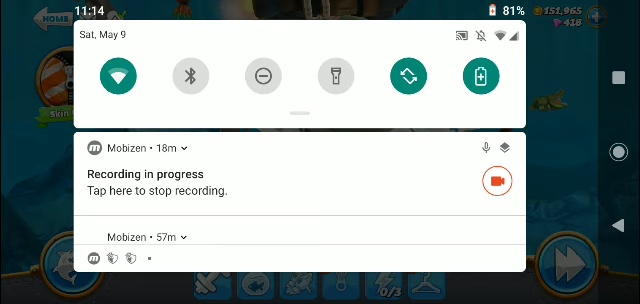 11:14
81%
HOME
151,965
418
Sat, May 9
Skin
Mobizen • 18m
Recording in progress
Tap here to stop recording.
Mobizen • 57m
0/3